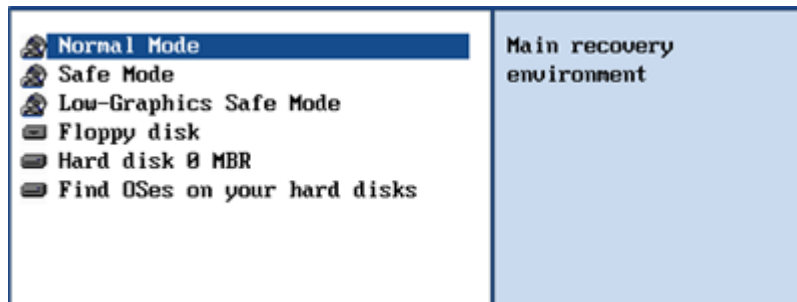 Normal Mode
Safe Mode
Low-Graphics Safe Mode
Floppy disk
Hard disk 0 MBR
Find OSes on your hard disks
Main recovery
environment